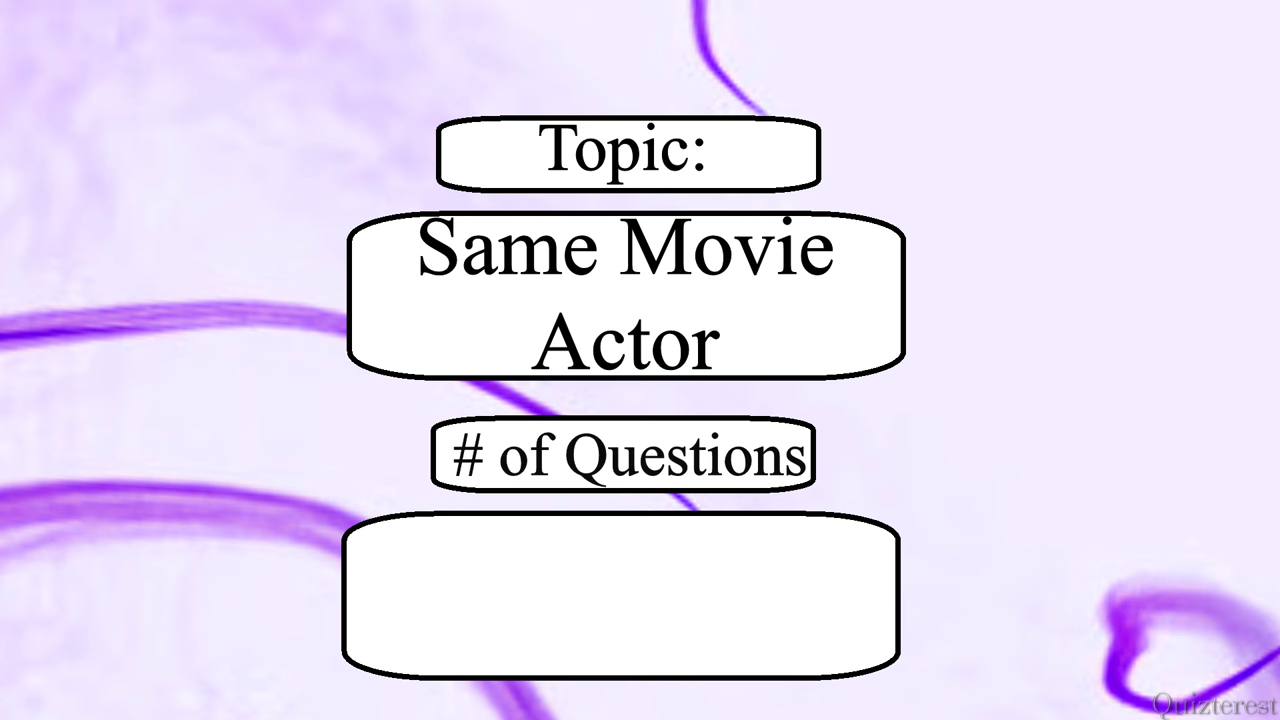 Topic:
Same Movie
Actor
# of Questions
Quizterest